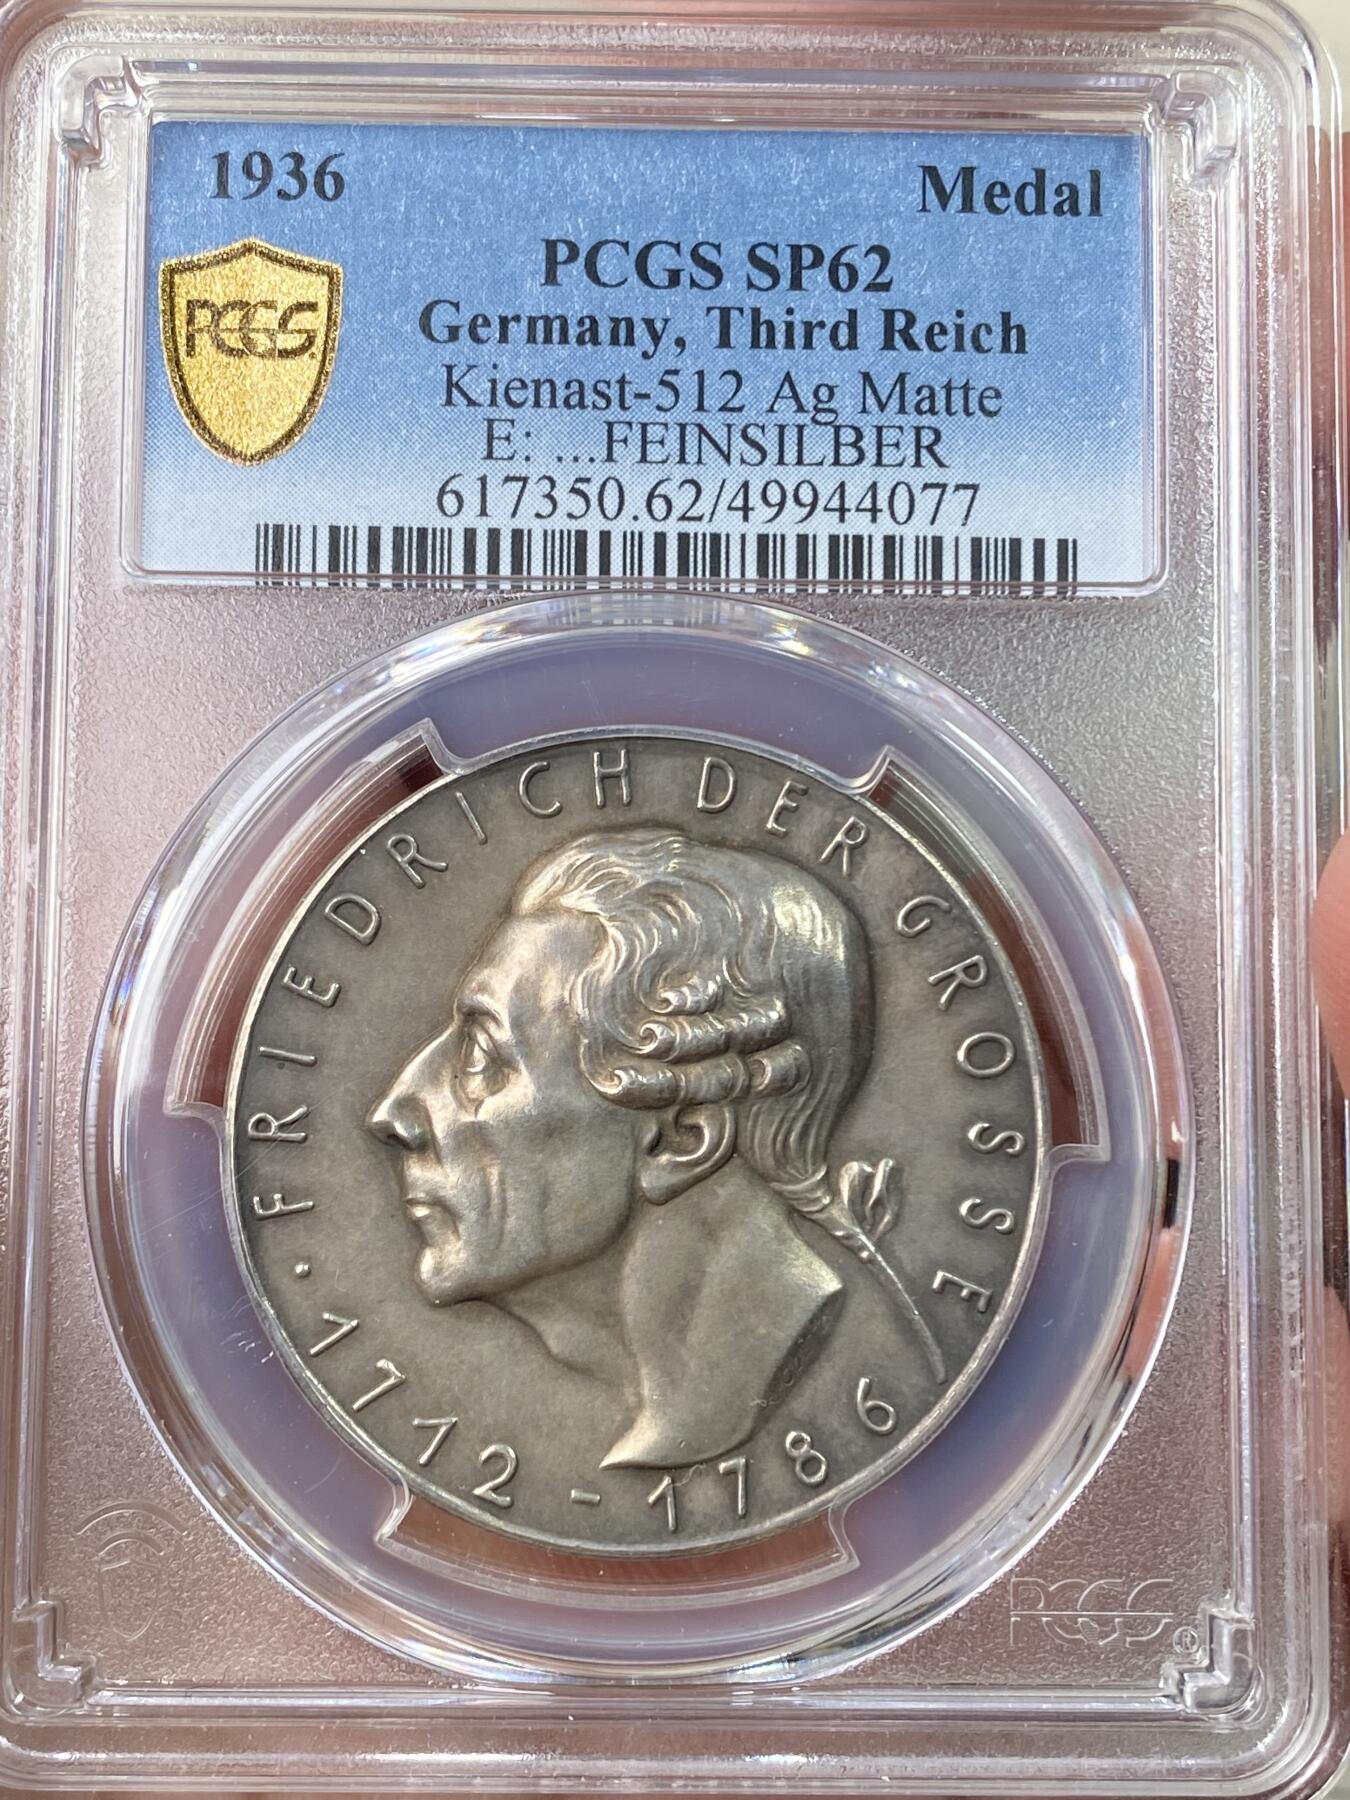 1936
Medal
PCGS SP62
PCGS
Germany, Third Reich
Kienast-512 Ag Matte
E: ...FEINSILBER
617350.62/49944077
FRIEDRICH DER GROSSE
· 1712 - 1786
PCGS®